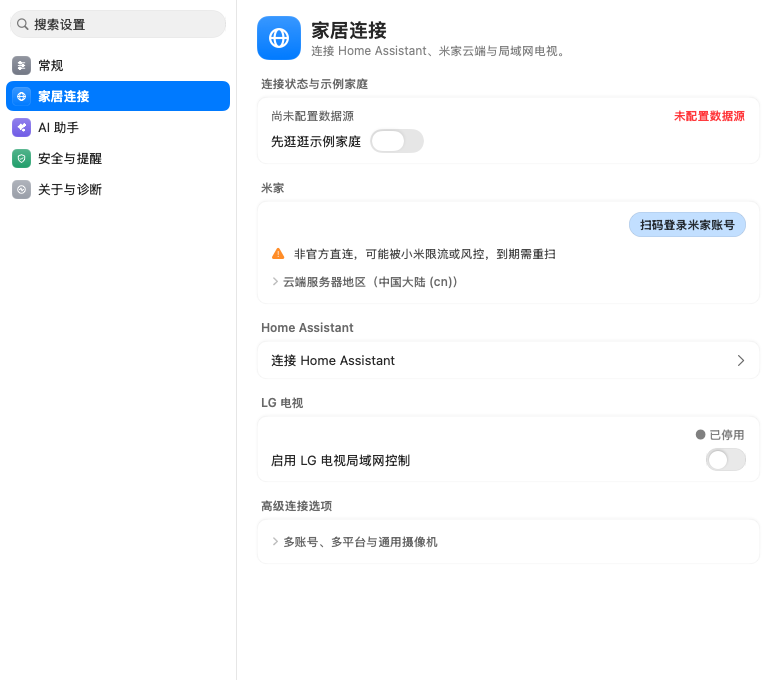 搜索设置
常规
家居连接
AI 助手
安全与提醒
关于与诊断
家居连接
连接 Home Assistant、米家云端与局域网电视。
连接状态与示例家庭
尚未配置数据源
未配置数据源
先逛逛示例家庭
米家
扫码登录米家账号
非官方直连，可能被小米限流或风控，到期需重扫
云端服务器地区（中国大陆 (cn)）
Home Assistant
连接 Home Assistant
LG 电视
已停用
启用 LG 电视局域网控制
高级连接选项
多账号、多平台与通用摄像机